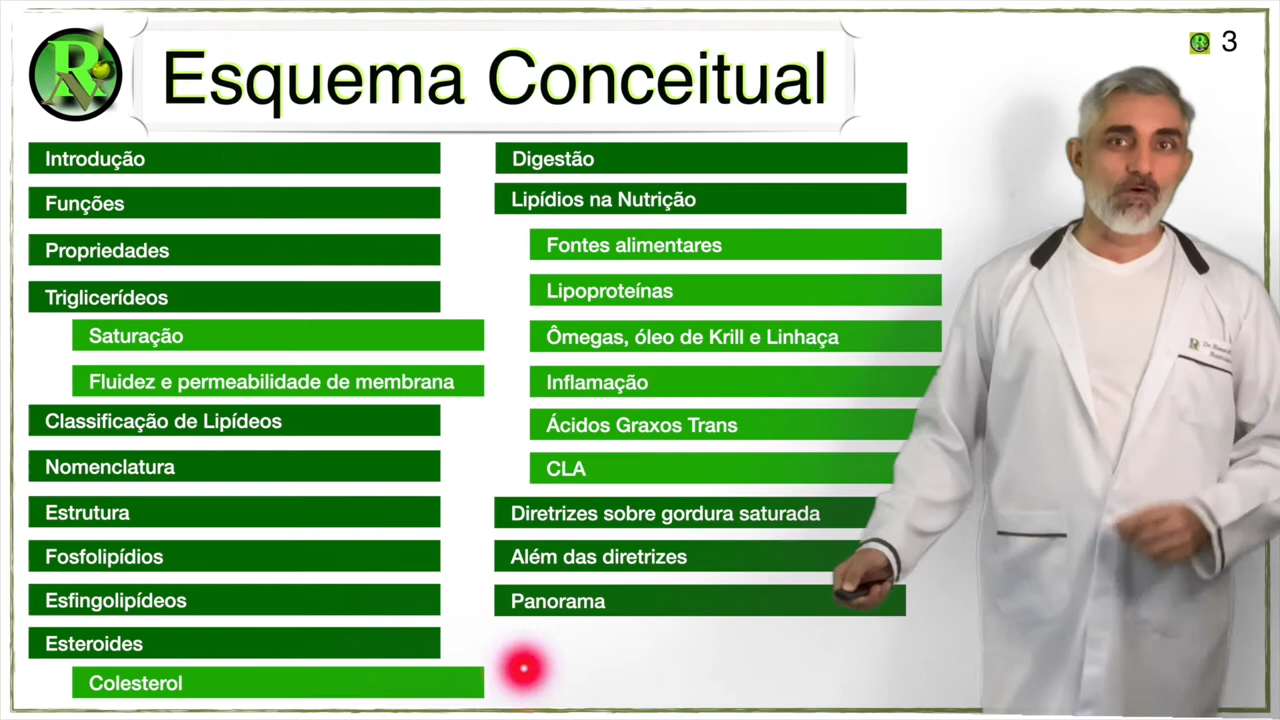 Esquema Conceitual
3
Introdução
Funções
Propriedades
Triglicerídeos
Saturação
Fluidez e permeabilidade de membrana
Classificação de Lipídeos
Nomenclatura
Estrutura
Fosfolipídios
Esfingolipídeos
Esteroides
Colesterol
Digestão
Lipídios na Nutrição
Fontes alimentares
Lipoproteínas
Ômegas, óleo de Krill e Linhaça
Inflamação
Ácidos Graxos Trans
CLA
Diretrizes sobre gordura saturada
Além das diretrizes
Panorama